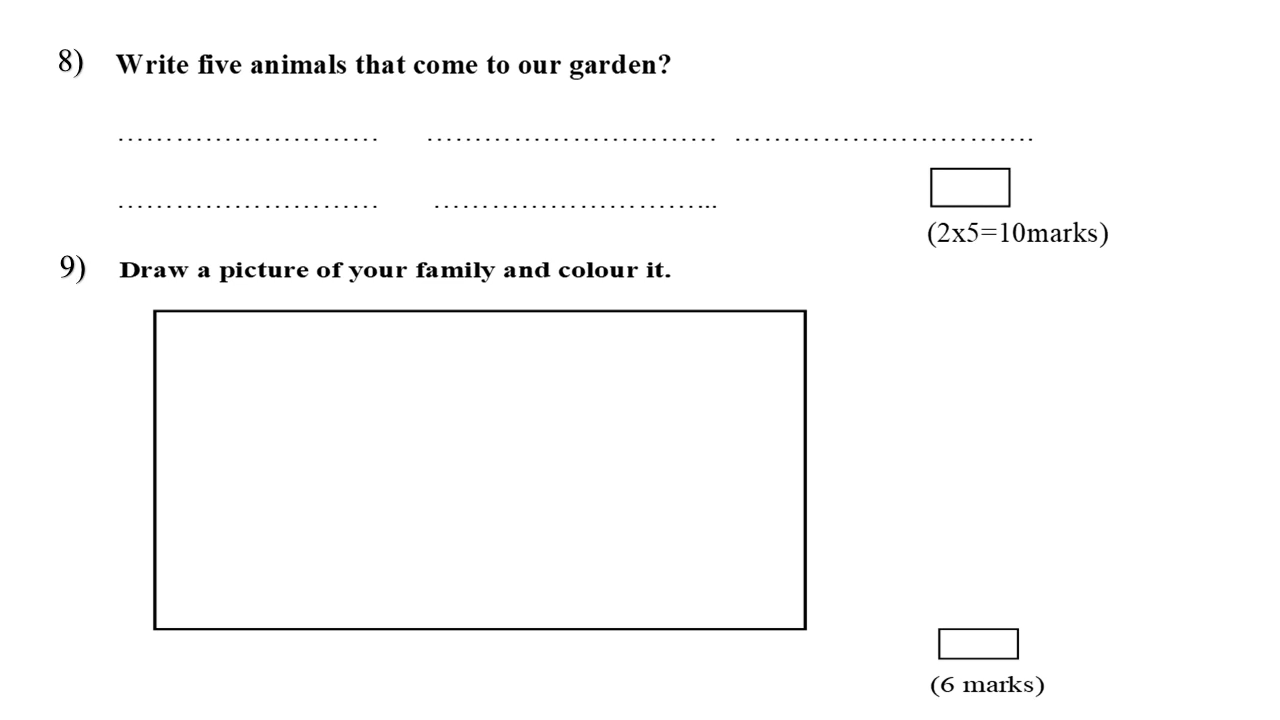 8) Write five animals that come to our garden?
……………………… ………………………… ………………………….
……………………… ………………………..
(2x5=10marks)
9) Draw a picture of your family and colour it.
(6 marks)